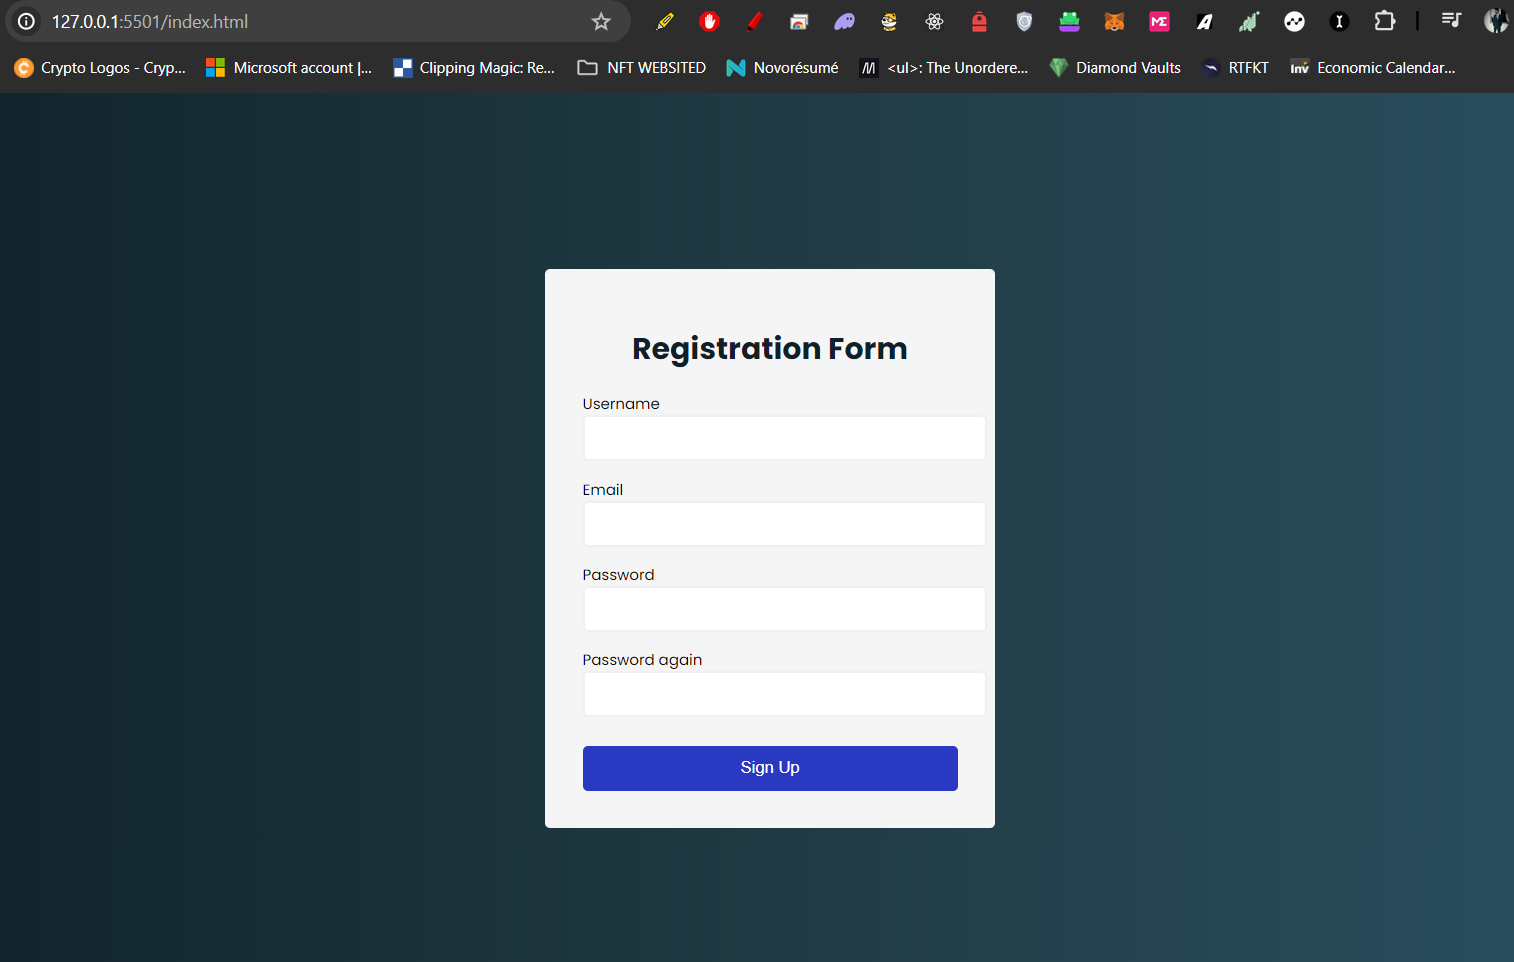 127.0.0.1:5501/index.html
Crypto Logos - Cryp... Microsoft account |... Clipping Magic: Re... NFT WEBSITED Novorésumé <ul>: The Unordere... Diamond Vaults RTFKT Inv Economic Calendar...
Registration Form
Username
Email
Password
Password again
Sign Up